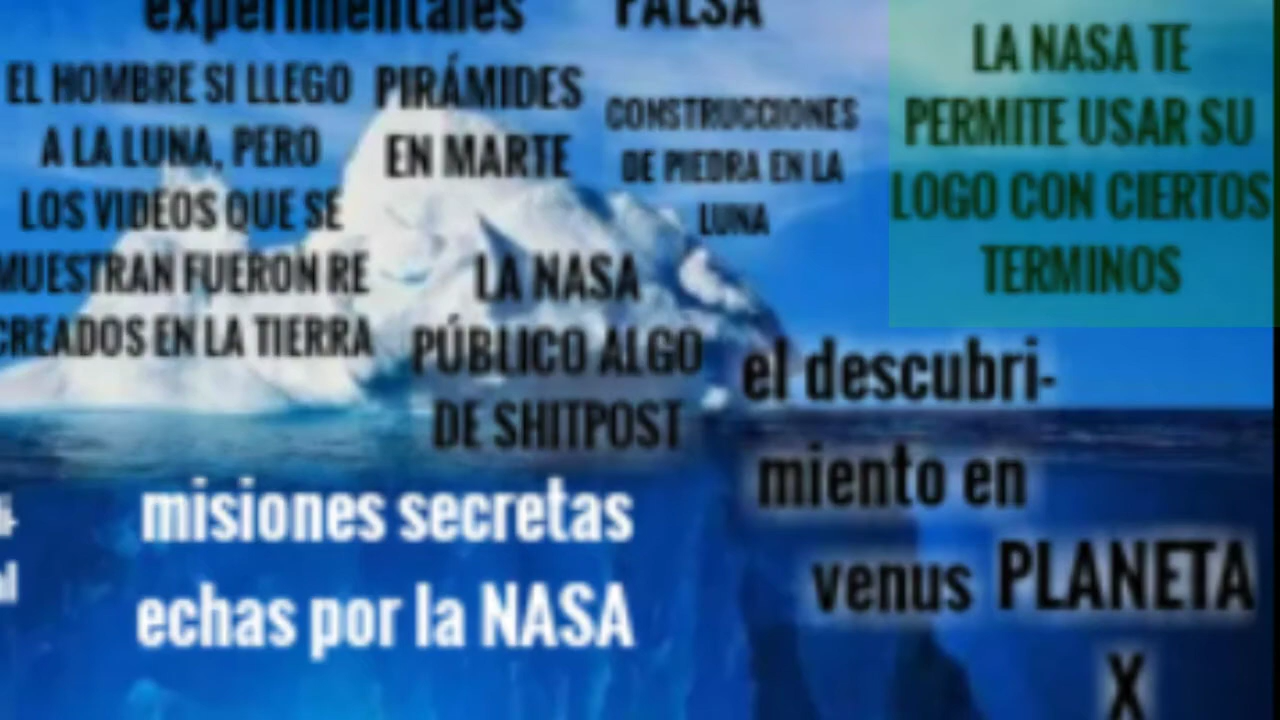 experimentales
FALSA
EL HOMBRE SI LLEGO
A LA LUNA, PERO
LOS VIDEOS QUE SE
MUESTRAN FUERON RE
CREADOS EN LA TIERRA
PIRÁMIDES
EN MARTE
CONSTRUCCIONES
DE PIEDRA EN LA
LUNA
LA NASA TE
PERMITE USAR SU
LOGO CON CIERTOS
TERMINOS
LA NASA
PÚBLICO ALGO
DE SHITPOST
el descubri-
miento en
venus
PLANETA
X
misiones secretas
echas por la NASA